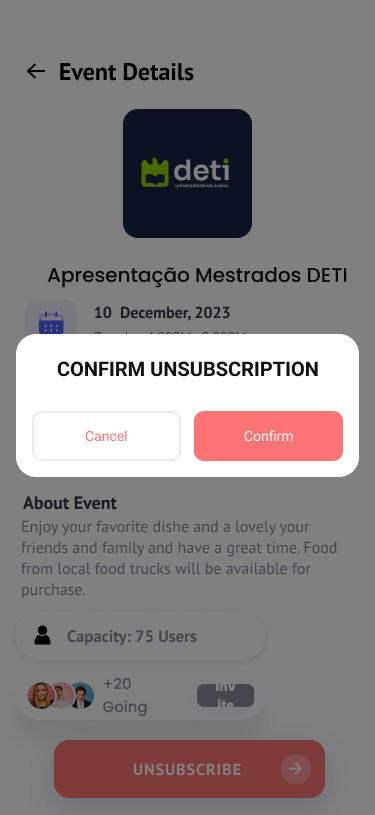 Event Details
deti
universidade de aveiro
Apresentação Mestrados DETI
10 December, 2023
CONFIRM UNSUBSCRIPTION
Cancel
Confirm
About Event
Enjoy your favorite dishe and a lovely your
friends and family and have a great time. Food
from local food trucks will be available for
purchase.
Capacity: 75 Users
+20
Going
Inv
ite
UNSUBSCRIBE